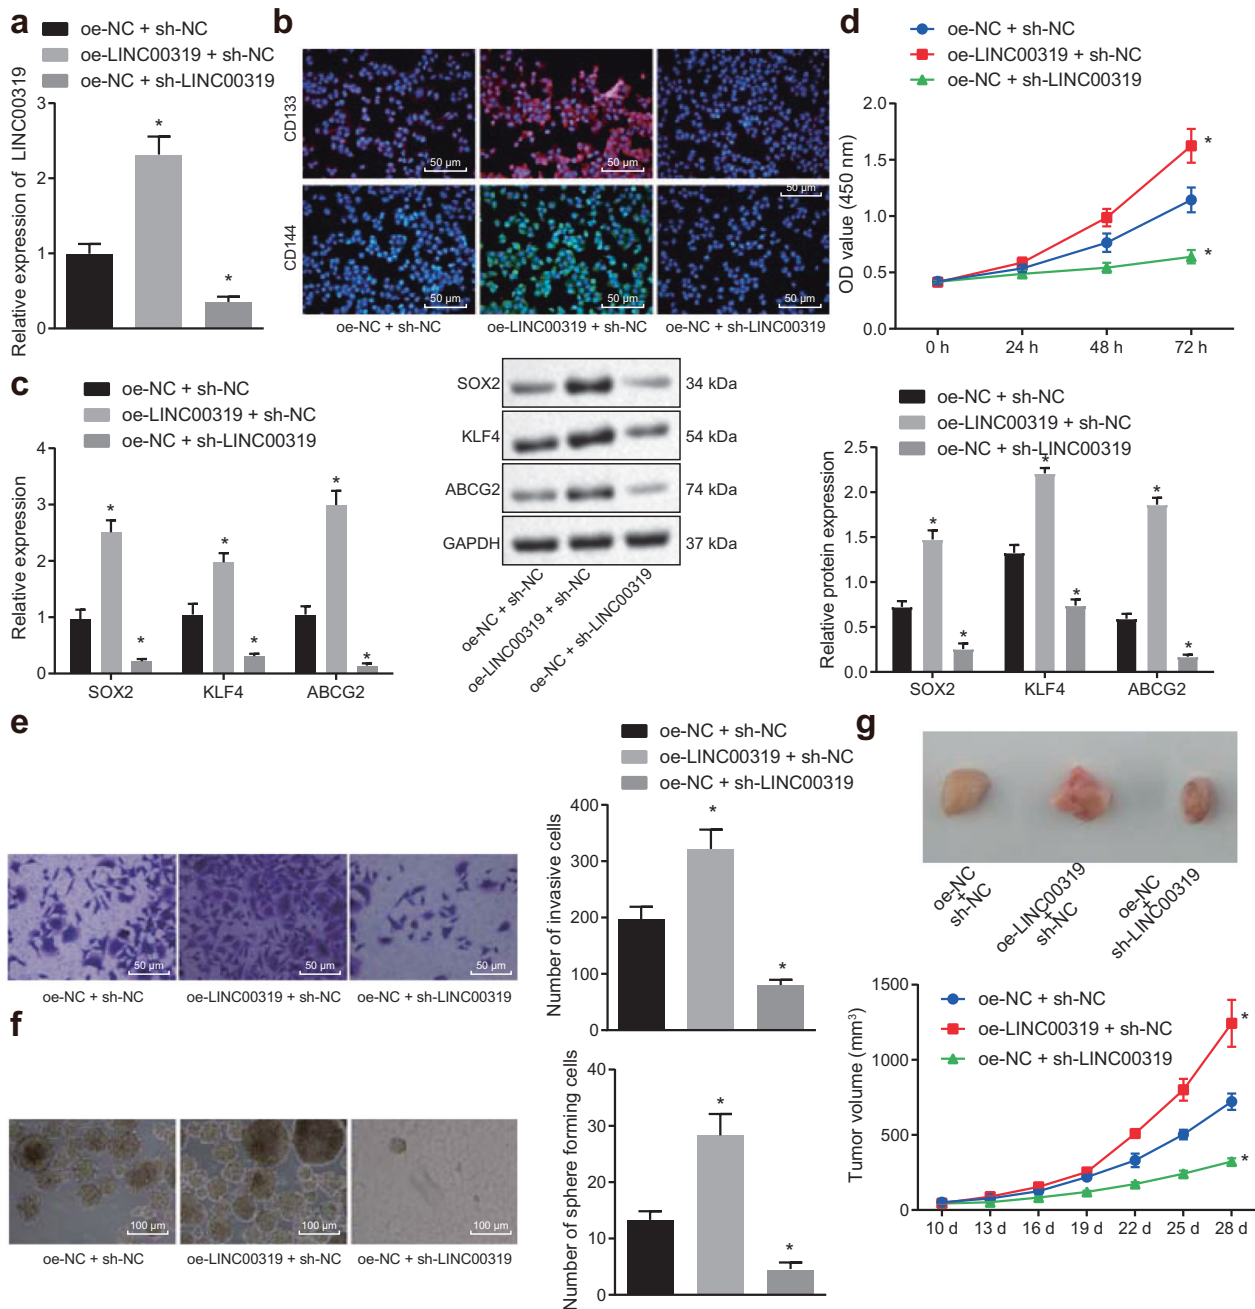 a
oe-NC + sh-NC
oe-LINC00319 + sh-NC
oe-NC + sh-LINC00319
Relative expression of LINC00319
3
2
1
0
*
*
b
CD133
50 µm
50 µm
50 µm
CD144
50 µm
50 µm
50 µm
50 µm
oe-NC + sh-NC
oe-LINC00319 + sh-NC
oe-NC + sh-LINC00319
d
oe-NC + sh-NC
oe-LINC00319 + sh-NC
oe-NC + sh-LINC00319
OD value (450 nm)
2.0
1.5
1.0
0.5
0.0
*
*
0 h
24 h
48 h
72 h
c
oe-NC + sh-NC
oe-LINC00319 + sh-NC
oe-NC + sh-LINC00319
Relative expression
4
3
2
1
0
*
*
*
*
*
*
SOX2
KLF4
ABCG2
SOX2
34 kDa
KLF4
54 kDa
ABCG2
74 kDa
GAPDH
37 kDa
oe-NC + sh-NC
oe-LINC00319 + sh-NC
oe-NC + sh-LINC00319
oe-NC + sh-NC
oe-LINC00319 + sh-NC
oe-NC + sh-LINC00319
Relative protein expression
2.5
2.0
1.5
1.0
0.5
0.0
*
*
*
*
*
*
SOX2
KLF4
ABCG2
e
50 µm
50 µm
50 µm
oe-NC + sh-NC
oe-LINC00319 + sh-NC
oe-NC + sh-LINC00319
oe-NC + sh-NC
oe-LINC00319 + sh-NC
oe-NC + sh-LINC00319
Number of invasive cells
400
300
200
100
0
*
*
f
100 µm
100 µm
100 µm
oe-NC + sh-NC
oe-LINC00319 + sh-NC
oe-NC + sh-LINC00319
Number of sphere forming cells
40
30
20
10
0
*
*
g
oe-NC
+
sh-NC
oe-LINC00319
+
sh-NC
oe-NC
+
sh-LINC00319
oe-NC + sh-NC
oe-LINC00319 + sh-NC
oe-NC + sh-LINC00319
Tumor volume (mm³)
1500
1000
500
0
*
*
10 d
13 d
16 d
19 d
22 d
25 d
28 d